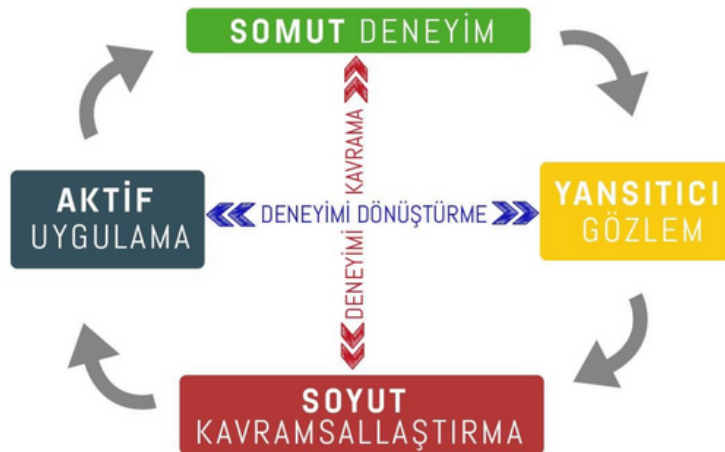 SOMUT DENEYİM
AKTİF
UYGULAMA
DENEYİMİ KAVRAMA
DENEYİMİ DÖNÜŞTÜRME
YANSITICI
GÖZLEM
SOYUT
KAVRAMSALLAŞTIRMA